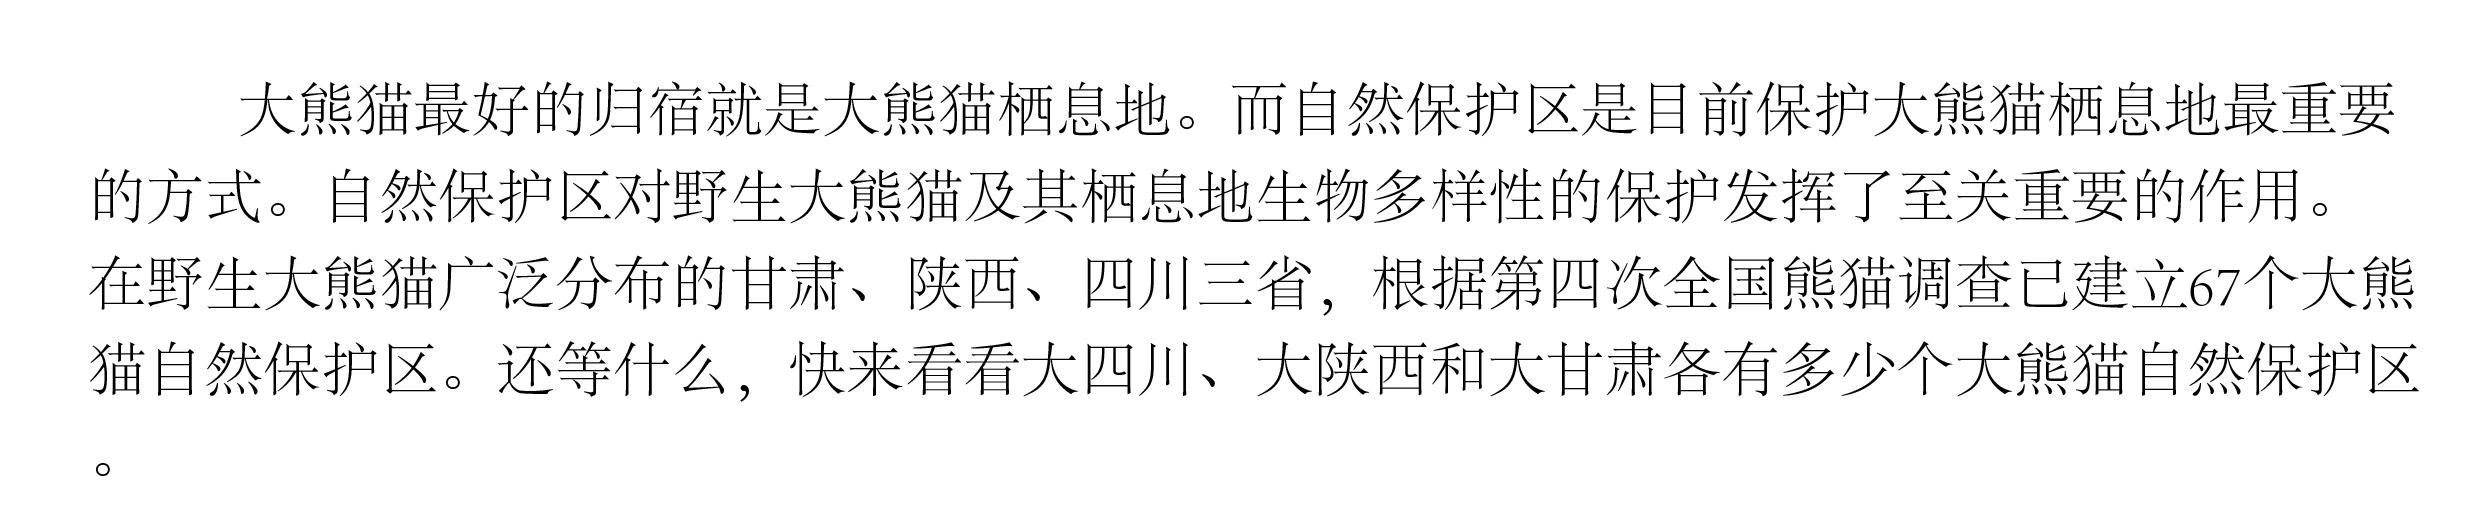 大熊猫最好的归宿就是大熊猫栖息地。而自然保护区是目前保护大熊猫栖息地最重要
的方式。自然保护区对野生大熊猫及其栖息地生物多样性的保护发挥了至关重要的作用。
在野生大熊猫广泛分布的甘肃、陕西、四川三省，根据第四次全国熊猫调查已建立67个大熊
猫自然保护区。还等什么，快来看看大四川、大陕西和大甘肃各有多少个大熊猫自然保护区
。